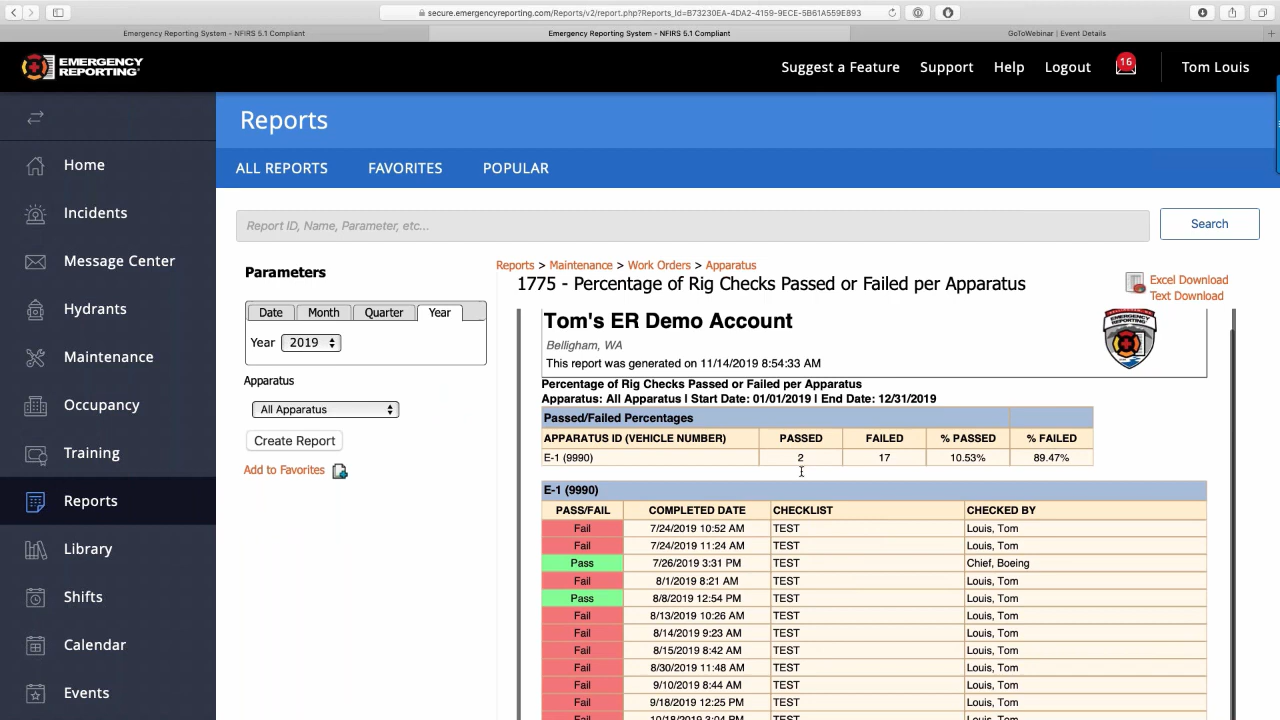 secure.emergencyreporting.com/Reports/v2/report.php?Reports_Id=B73230EA-4DA2-4159-9ECE-5B61A559E893
Emergency Reporting System - NFIRS 5.1 Compliant
Emergency Reporting System - NFIRS 5.1 Compliant
GoToWebinar | Event Details
EMERGENCY
REPORTING
Suggest a Feature
Support
Help
Logout
16
Tom Louis
Home
Incidents
Message Center
Hydrants
Maintenance
Occupancy
Training
Reports
Library
Shifts
Calendar
Events
Reports
ALL REPORTS FAVORITES POPULAR
Report ID, Name, Parameter, etc...
Search
Parameters
Date Month Quarter Year
Year 2019
Apparatus
All Apparatus
Create Report
Add to Favorites
Reports > Maintenance > Work Orders > Apparatus
1775 - Percentage of Rig Checks Passed or Failed per Apparatus
Excel Download
Text Download
Tom's ER Demo Account
Belligham, WA
This report was generated on 11/14/2019 8:54:33 AM
EMERGENCY
REPORTING
Percentage of Rig Checks Passed or Failed per Apparatus
Apparatus: All Apparatus | Start Date: 01/01/2019 | End Date: 12/31/2019
Passed/Failed Percentages
APPARATUS ID (VEHICLE NUMBER) PASSED FAILED % PASSED % FAILED
E-1 (9990) 2 17 10.53% 89.47%
E-1 (9990)
PASS/FAIL COMPLETED DATE CHECKLIST CHECKED BY
Fail 7/24/2019 10:52 AM TEST Louis, Tom
Fail 7/24/2019 11:24 AM TEST Louis, Tom
Pass 7/26/2019 3:31 PM TEST Chief, Boeing
Fail 8/1/2019 8:21 AM TEST Louis, Tom
Pass 8/8/2019 12:54 PM TEST Louis, Tom
Fail 8/13/2019 10:26 AM TEST Louis, Tom
Fail 8/14/2019 9:23 AM TEST Louis, Tom
Fail 8/15/2019 8:42 AM TEST Louis, Tom
Fail 8/30/2019 11:48 AM TEST Louis, Tom
Fail 9/10/2019 8:44 AM TEST Louis, Tom
Fail 9/18/2019 12:25 PM TEST Louis, Tom
Fail 10/18/2019 3:04 PM TEST Louis, Tom